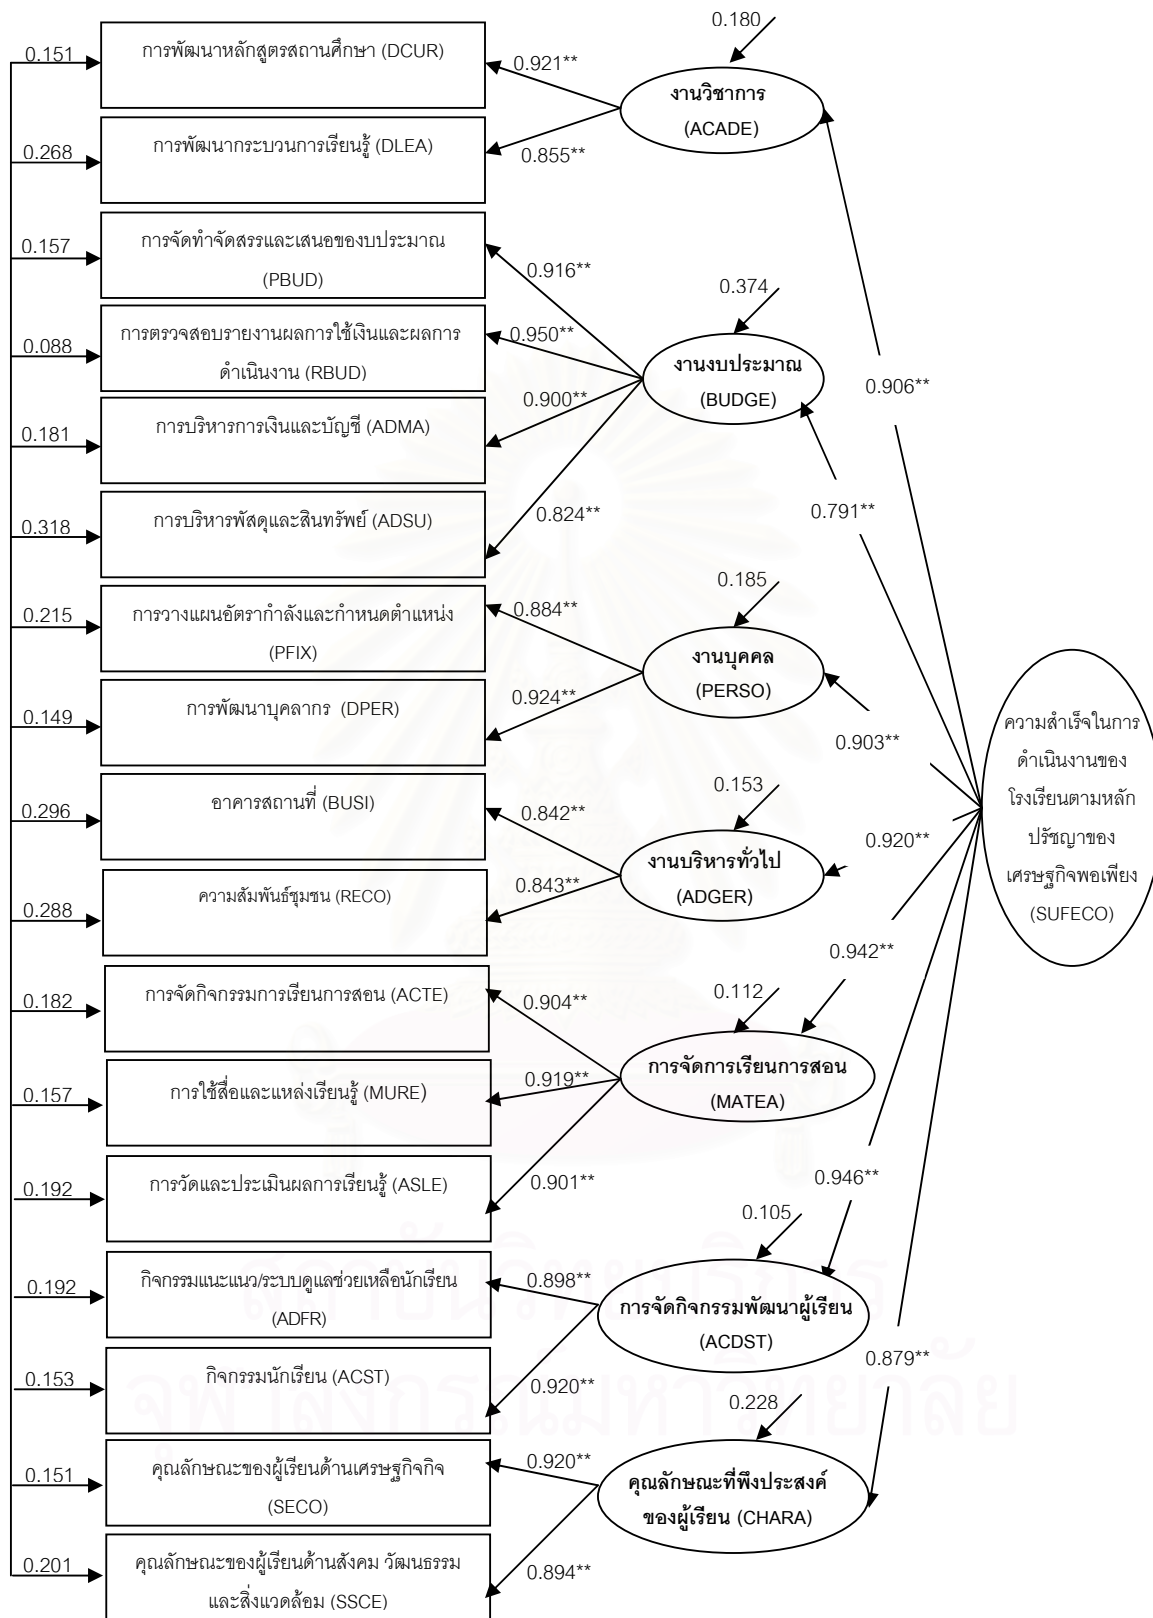 0.180
0.151
การพัฒนาหลักสูตรสถานศึกษา (DCUR)
0.921**
งานวิชาการ
(ACADE)
0.268
การพัฒนากระบวนการเรียนรู้ (DLEA)
0.855**
0.157
การจัดทำจัดสรรและเสนอของบประมาณ
(PBUD)
0.916**
0.374
0.088
การตรวจสอบรายงานผลการใช้เงินและผลการ
ดำเนินงาน (RBUD)
0.950**
งานงบประมาณ
(BUDGE)
0.906**
0.181
การบริหารการเงินและบัญชี (ADMA)
0.900**
0.318
การบริหารพัสดุและสินทรัพย์ (ADSU)
0.824**
0.791**
0.215
การวางแผนอัตรากำลังและกำหนดตำแหน่ง
(PFIX)
0.884**
0.185
งานบุคคล
(PERSO)
0.149
การพัฒนาบุคลากร (DPER)
0.924**
0.903**
ความสำเร็จในการ
ดำเนินงานของ
โรงเรียนตามหลัก
ปรัชญาของ
เศรษฐกิจพอเพียง
(SUFECO)
0.296
อาคารสถานที่ (BUSI)
0.842**
0.153
0.920**
งานบริหารทั่วไป
(ADGER)
0.288
ความสัมพันธ์ชุมชน (RECO)
0.843**
0.942**
0.182
การจัดกิจกรรมการเรียนการสอน (ACTE)
0.904**
0.112
การจัดการเรียนการสอน
(MATEA)
0.157
การใช้สื่อและแหล่งเรียนรู้ (MURE)
0.919**
0.192
การวัดและประเมินผลการเรียนรู้ (ASLE)
0.901**
0.946**
0.105
0.192
กิจกรรมแนะแนว/ระบบดูแลช่วยเหลือนักเรียน
(ADFR)
0.898**
การจัดกิจกรรมพัฒนาผู้เรียน
(ACDST)
0.153
กิจกรรมนักเรียน (ACST)
0.920**
0.879**
0.228
0.151
คุณลักษณะของผู้เรียนด้านเศรษฐกิจกิจ
(SECO)
0.920**
คุณลักษณะที่พึงประสงค์
ของผู้เรียน (CHARA)
0.201
คุณลักษณะของผู้เรียนด้านสังคม วัฒนธรรม
และสิ่งแวดล้อม (SSCE)
0.894**
สถาบันวิทยบริการ
จุฬาลงกรณ์มหาวิทยาลัย